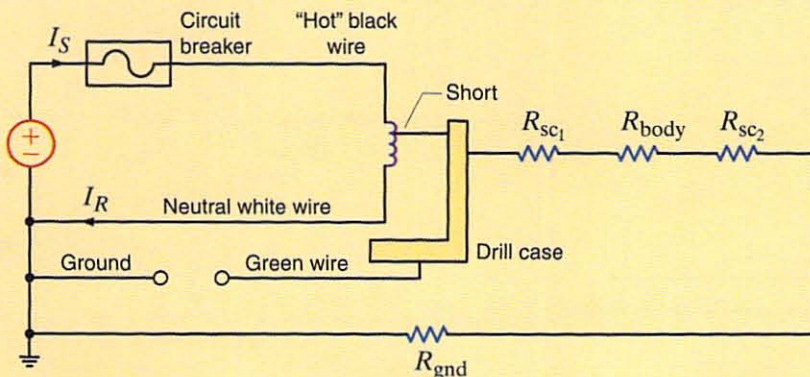 Circuit breaker
"Hot" black wire
I_S
Short
R_sc1
R_body
R_sc2
+
−
I_R
Neutral white wire
Ground
Green wire
Drill case
R_gnd